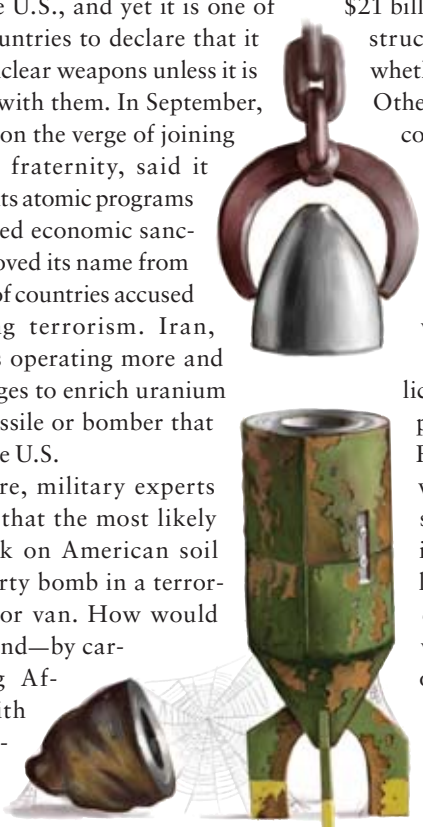 e U.S., and yet it is one of
untries to declare that it
clear weapons unless it is
with them. In September,
on the verge of joining
fraternity, said it
ts atomic programs
ed economic sanc-
oved its name from
of countries accused
ng terrorism. Iran,
s operating more and
ges to enrich uranium
ssile or bomber that
e U.S.
re, military experts
that the most likely
k on American soil
rty bomb in a terror-
or van. How would
nd—by car-
g Af-
ith
-
$21 bill
struc
wheth
Othe
co
lic
p